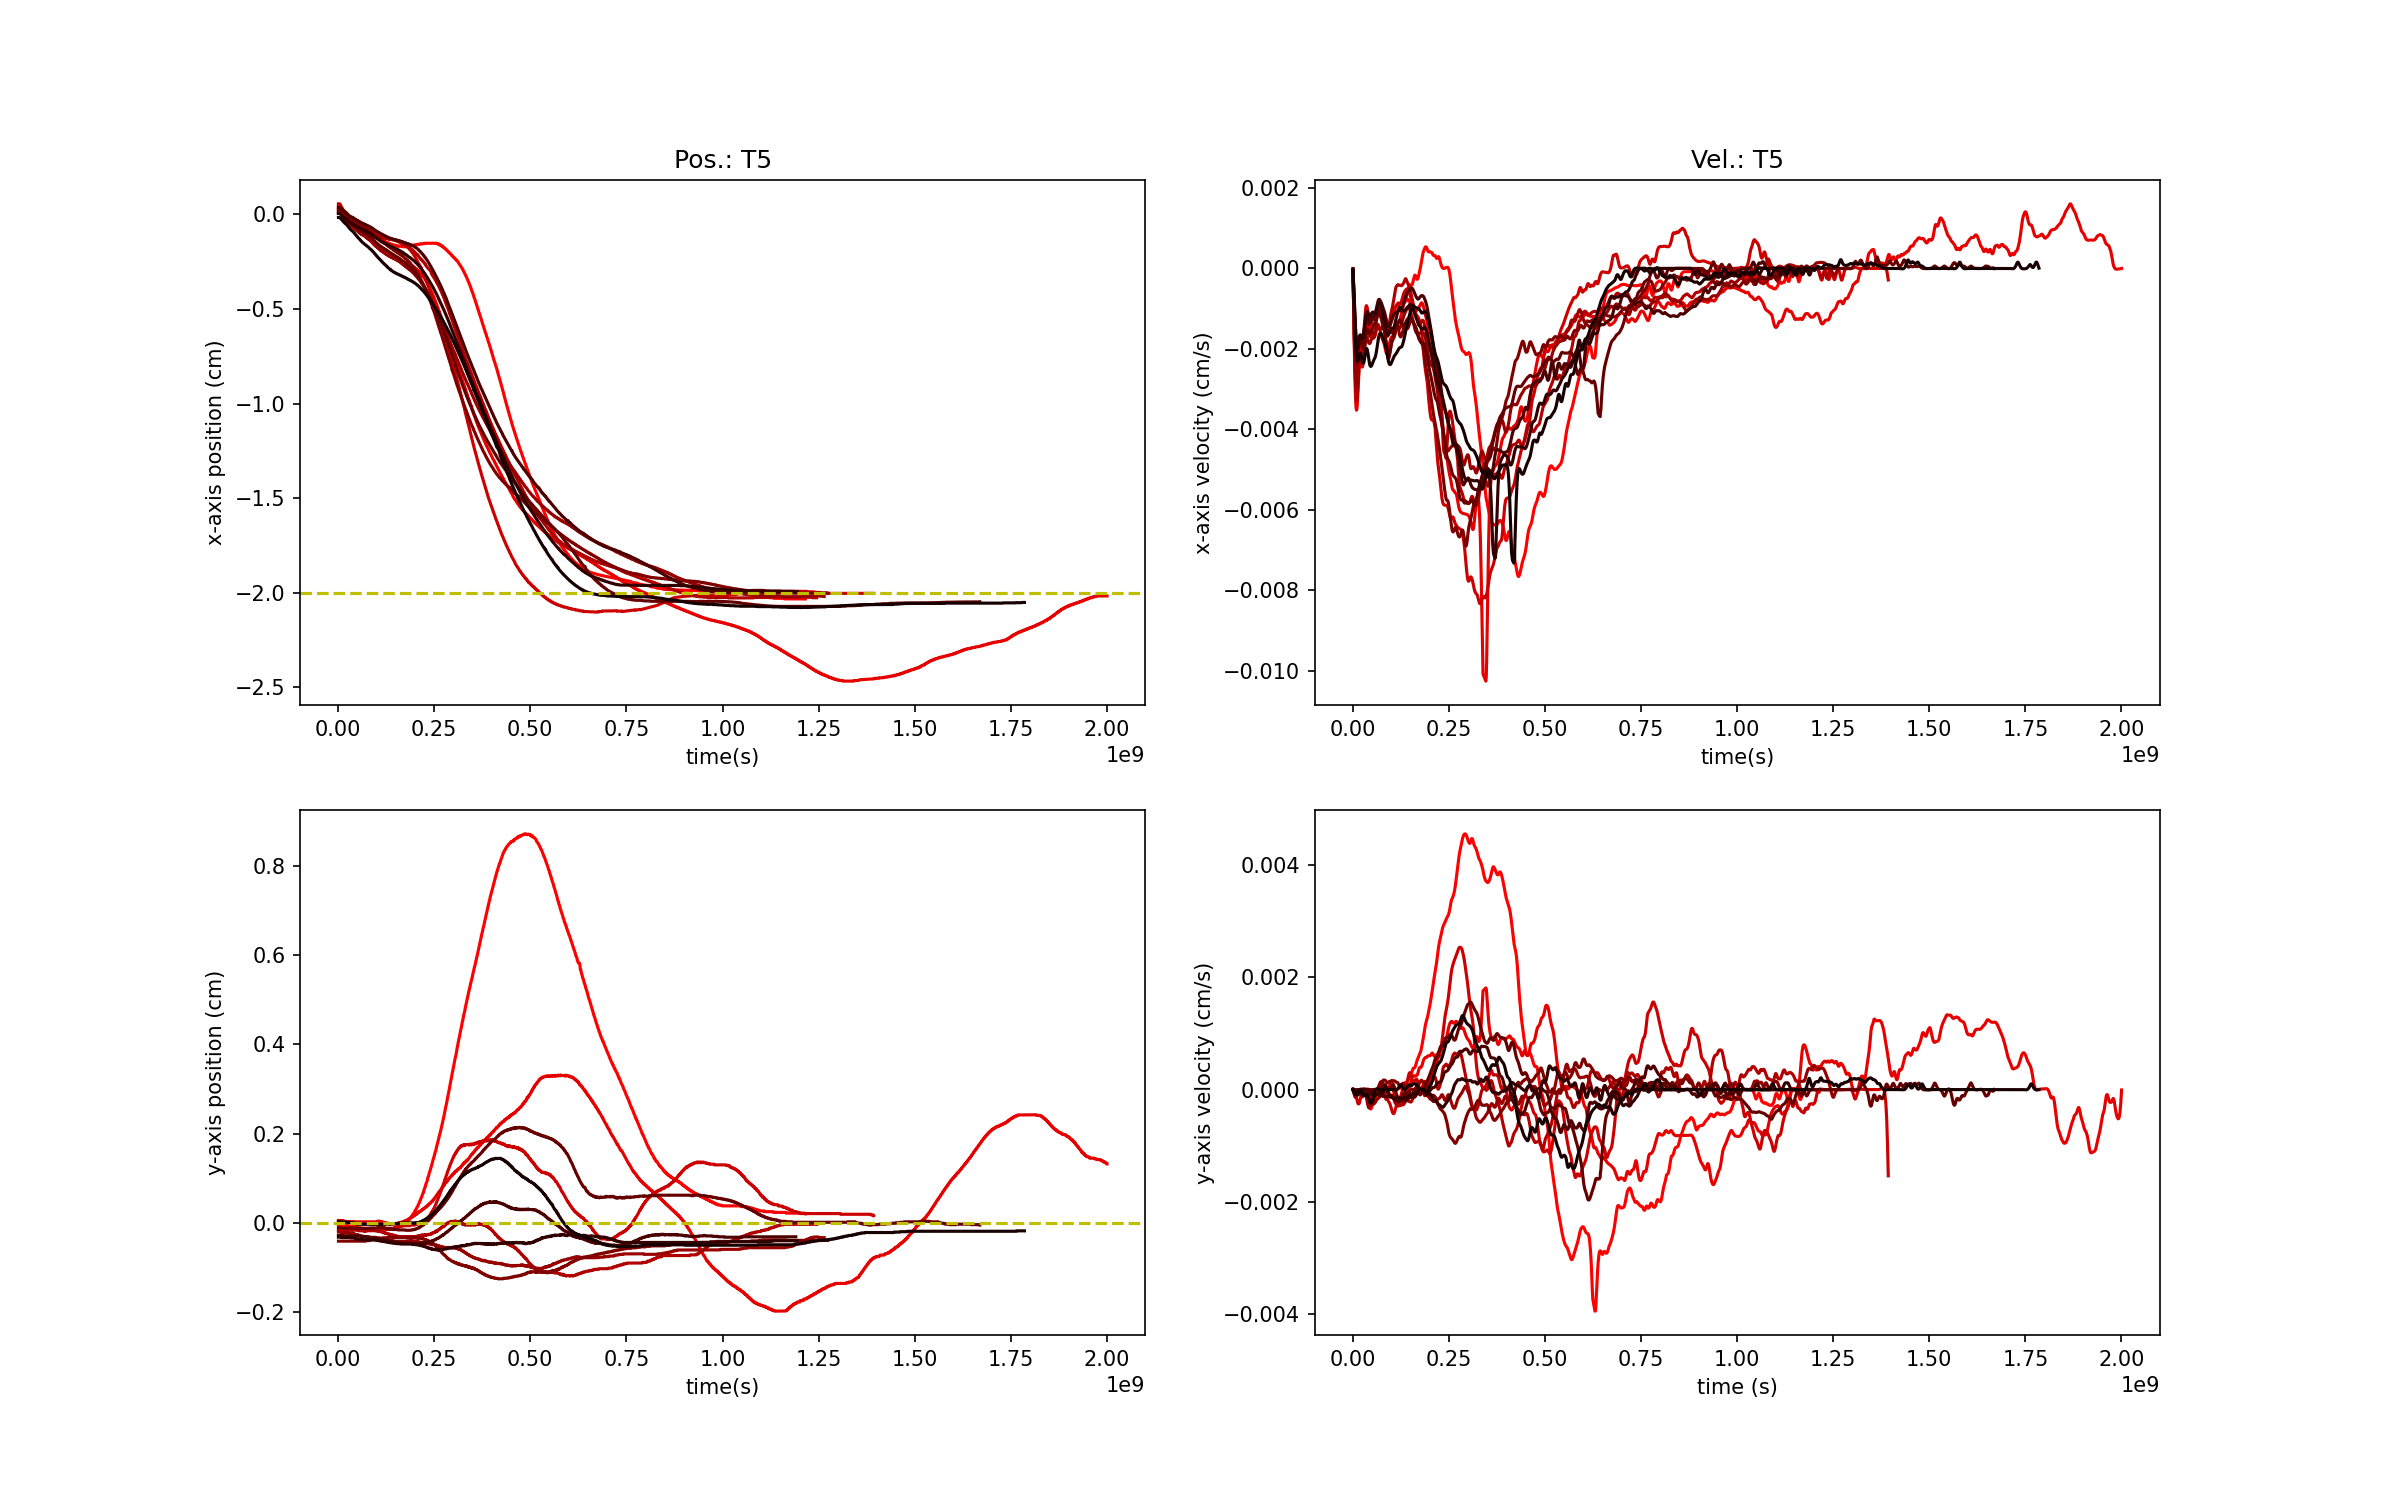 Pos.: T5
0.0
−0.5
−1.0
−1.5
−2.0
−2.5
x-axis position (cm)
0.00 0.25 0.50 0.75 1.00 1.25 1.50 1.75 2.00
time(s)
1e9
Vel.: T5
0.002
0.000
−0.002
−0.004
−0.006
−0.008
−0.010
x-axis velocity (cm/s)
0.00 0.25 0.50 0.75 1.00 1.25 1.50 1.75 2.00
time(s)
1e9
0.8
0.6
0.4
0.2
0.0
−0.2
y-axis position (cm)
0.00 0.25 0.50 0.75 1.00 1.25 1.50 1.75 2.00
time(s)
1e9
0.004
0.002
0.000
−0.002
−0.004
y-axis velocity (cm/s)
0.00 0.25 0.50 0.75 1.00 1.25 1.50 1.75 2.00
time (s)
1e9